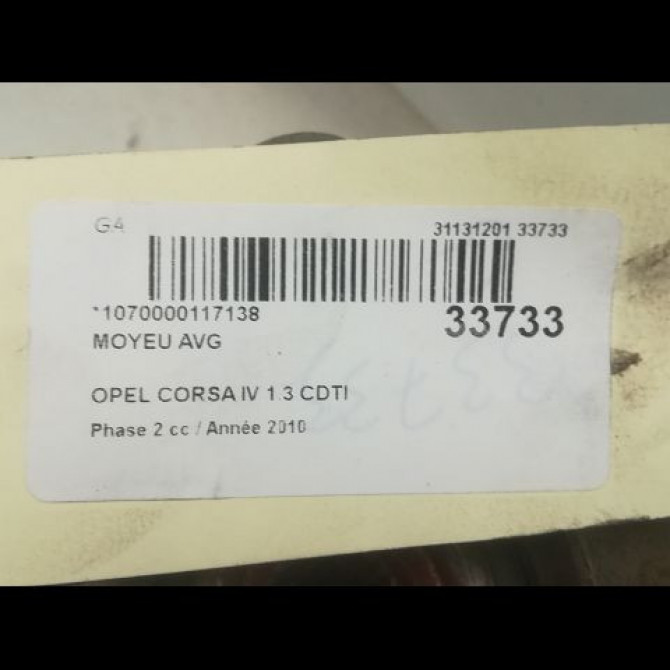 G4 31131201 33733
*1070000117138 33733
MOYEU AVG
OPEL CORSA IV 1.3 CDTI
Phase 2 cc / Année 2010